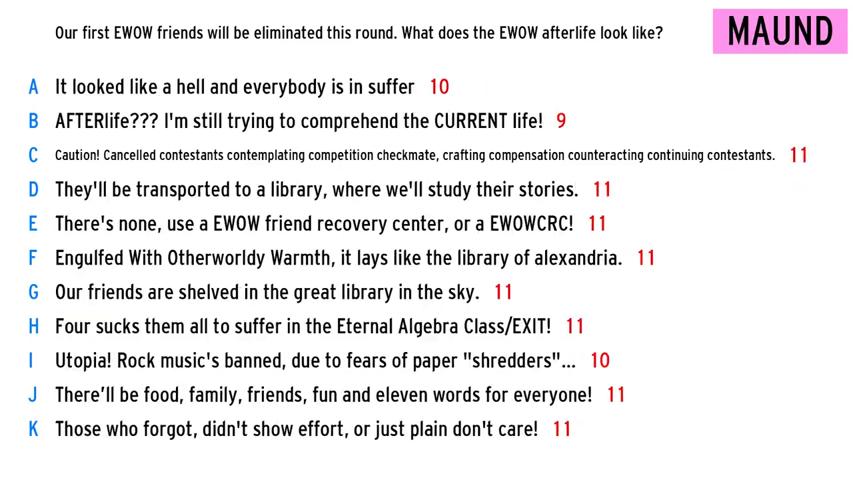 Our first EWOW friends will be eliminated this round. What does the EWOW afterlife look like?
MAUND
A It looked like a hell and everybody is in suffer 10
B AFTERlife??? I'm still trying to comprehend the CURRENT life! 9
C Caution! Cancelled contestants contemplating competition checkmate, crafting compensation counteracting continuing contestants. 11
D They'll be transported to a library, where we'll study their stories. 11
E There's none, use a EWOW friend recovery center, or a EWOWCRC! 11
F Engulfed With Otherworldy Warmth, it lays like the library of alexandria. 11
G Our friends are shelved in the great library in the sky. 11
H Four sucks them all to suffer in the Eternal Algebra Class/EXIT! 11
I Utopia! Rock music's banned, due to fears of paper "shredders"... 10
J There’ll be food, family, friends, fun and eleven words for everyone! 11
K Those who forgot, didn't show effort, or just plain don't care! 11